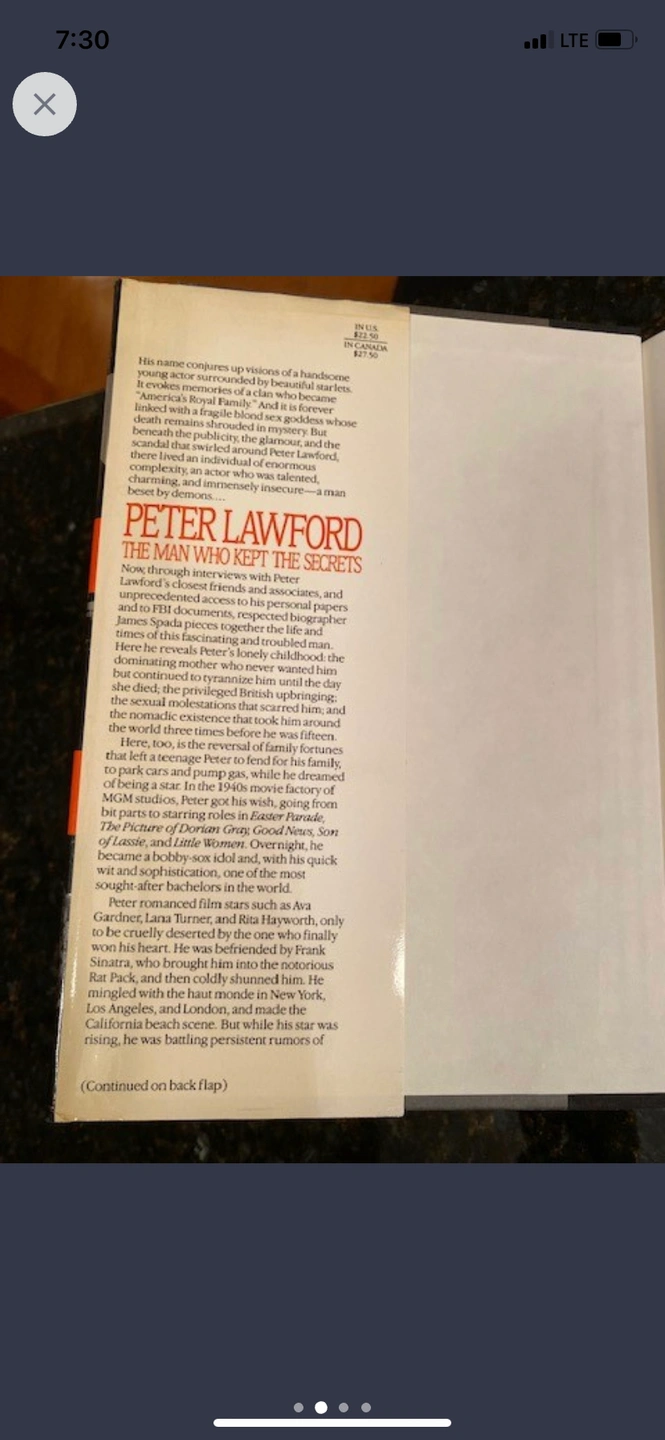 7:30
LTE
IN U.S.
$22.50
IN CANADA
$27.50
His name conjures up visions of a handsome
young actor surrounded by beautiful starlets.
It evokes memories of a clan who became
"America's Royal Family." And it is forever
linked with a fragile blond sex goddess whose
death remains shrouded in mystery. But
beneath the publicity, the glamour, and the
scandal that swirled around Peter Lawford,
there lived an individual of enormous
complexity, an actor who was talented,
charming, and immensely insecure—a man
beset by demons....
PETER LAWFORD
THE MAN WHO KEPT THE SECRETS
Now, through interviews with Peter
Lawford's closest friends and associates, and
unprecedented access to his personal papers
and to FBI documents, respected biographer
James Spada pieces together the life and
times of this fascinating and troubled man.
Here he reveals Peter's lonely childhood: the
dominating mother who never wanted him
but continued to tyrannize him until the day
she died; the privileged British upbringing;
the sexual molestations that scarred him; and
the nomadic existence that took him around
the world three times before he was fifteen.
Here, too, is the reversal of family fortunes
that left a teenage Peter to fend for his family,
to park cars and pump gas, while he dreamed
of being a star. In the 1940s movie factory of
MGM studios, Peter got his wish, going from
bit parts to starring roles in Easter Parade,
The Picture of Dorian Gray, Good News, Son
of Lassie, and Little Women. Overnight, he
became a bobby-sox idol and, with his quick
wit and sophistication, one of the most
sought-after bachelors in the world.
Peter romanced film stars such as Ava
Gardner, Lana Turner, and Rita Hayworth, only
to be cruelly deserted by the one who finally
won his heart. He was befriended by Frank
Sinatra, who brought him into the notorious
Rat Pack, and then coldly shunned him. He
mingled with the haut monde in New York,
Los Angeles, and London, and made the
California beach scene. But while his star was
rising, he was battling persistent rumors of
(Continued on back flap)